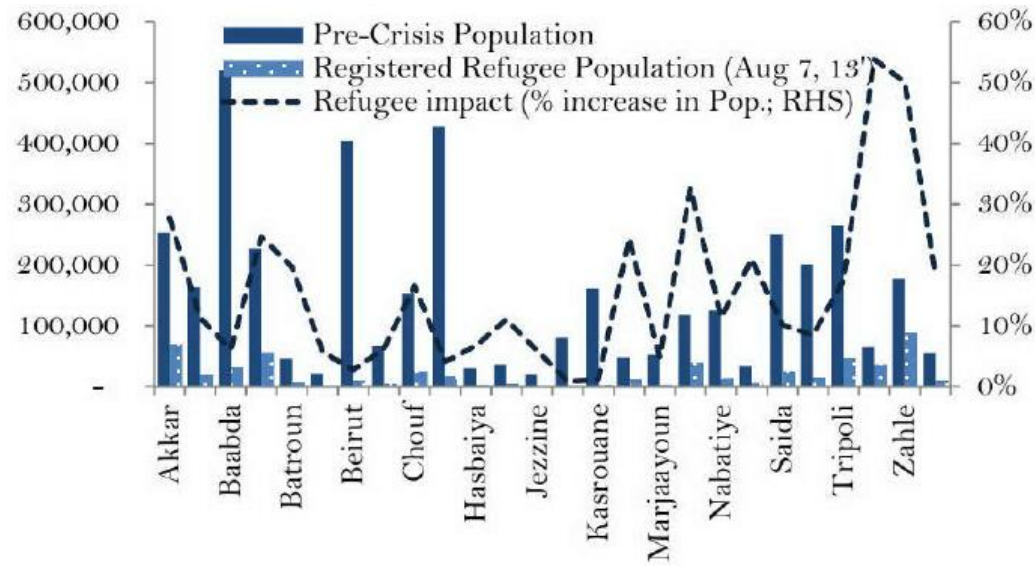 600,000
500,000
400,000
300,000
200,000
100,000
-
Pre-Crisis Population
Registered Refugee Population (Aug 7, 13')
Refugee impact (% increase in Pop.; RHS)
60%
50%
40%
30%
20%
10%
0%
Akkar
Baabda
Batroun
Beirut
Chouf
Hasbaiya
Jezzine
Kasrouane
Marjaayoun
Nabatiye
Saida
Tripoli
Zahle